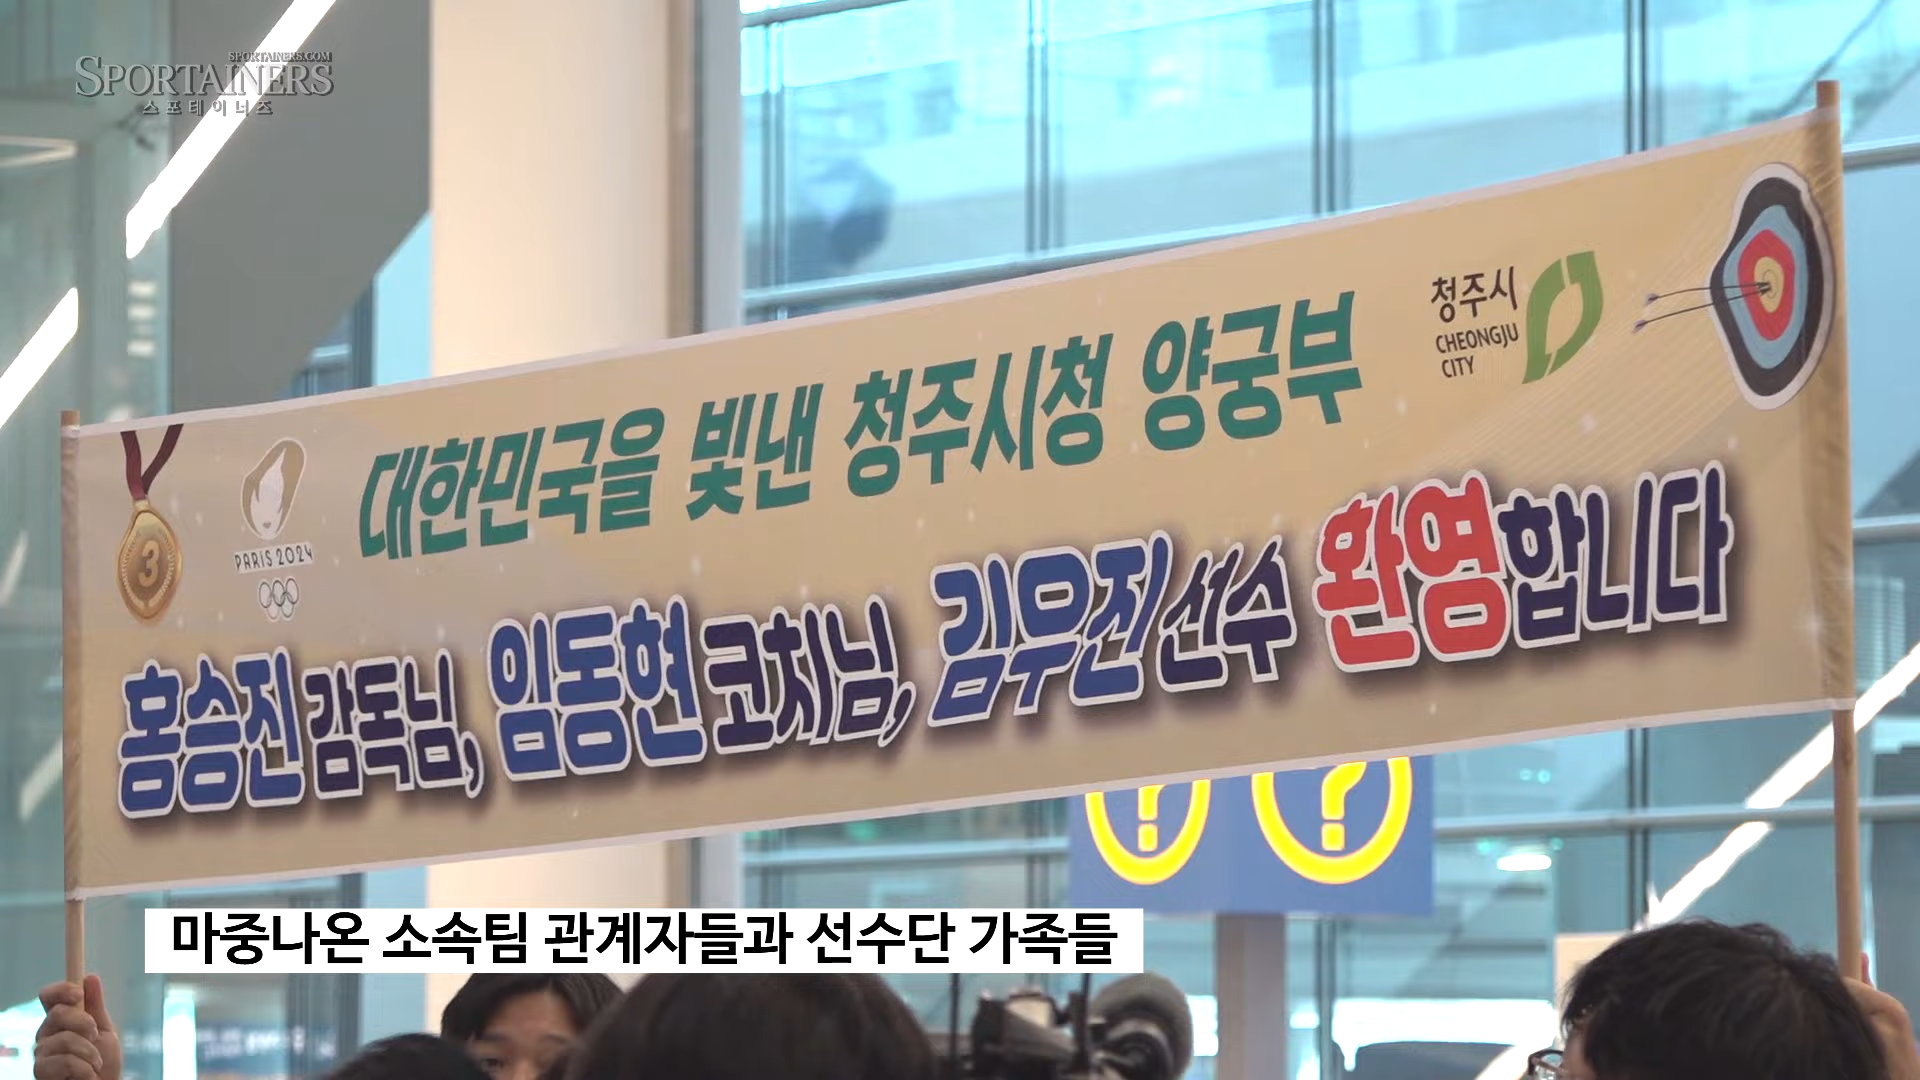 SPORTAINERS.COM
SPORTAINERS
스포테이너즈
청주시
CHEONGJU
CITY
대한민국을 빛낸 청주시청 양궁부
3
PARIS 2024
홍승진 감독님, 임동현 코치님, 김우진 선수 환영합니다
? ?
마중나온 소속팀 관계자들과 선수단 가족들